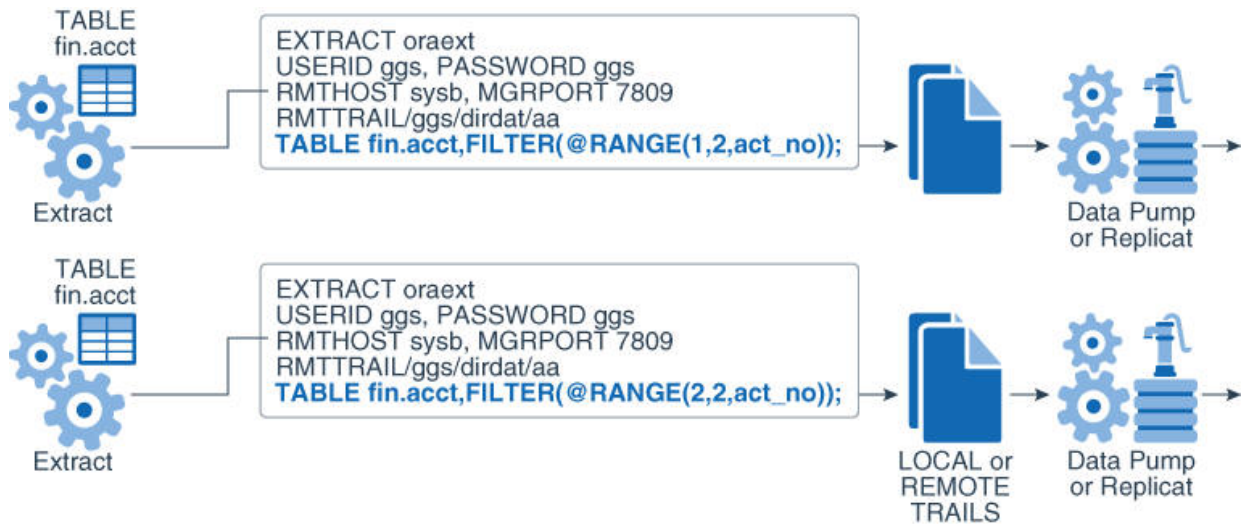 TABLE
fin.acct
EXTRACT oraext
USERID ggs, PASSWORD ggs
RMTHOST sysb, MGRPORT 7809
RMTTRAIL/ggs/dirdat/aa
TABLE fin.acct,FILTER(@RANGE(1,2,act_no));
Extract
Data Pump
or Replicat
TABLE
fin.acct
EXTRACT oraext
USERID ggs, PASSWORD ggs
RMTHOST sysb, MGRPORT 7809
RMTTRAIL/ggs/dirdat/aa
TABLE fin.acct,FILTER(@RANGE(2,2,act_no));
Extract
LOCAL or
REMOTE
TRAILS
Data Pump
or Replicat